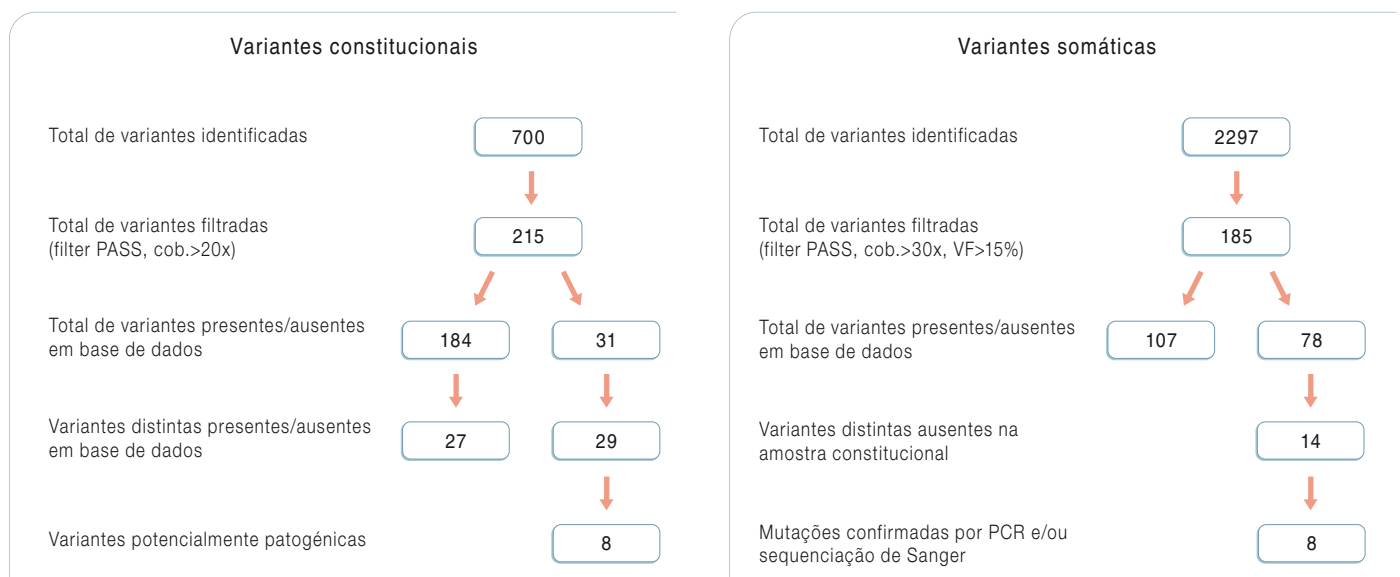 Variantes constitucionais
Total de variantes identificadas
700
Total de variantes filtradas
(filter PASS, cob.>20x)
215
Total de variantes presentes/ausentes
em base de dados
184
31
Variantes distintas presentes/ausentes
em base de dados
27
29
Variantes potencialmente patogénicas
8
Variantes somáticas
Total de variantes identificadas
2297
Total de variantes filtradas
(filter PASS, cob.>30x, VF>15%)
185
Total de variantes presentes/ausentes
em base de dados
107
78
Variantes distintas ausentes na
amostra constitucional
14
Mutações confirmadas por PCR e/ou
sequenciação de Sanger
8